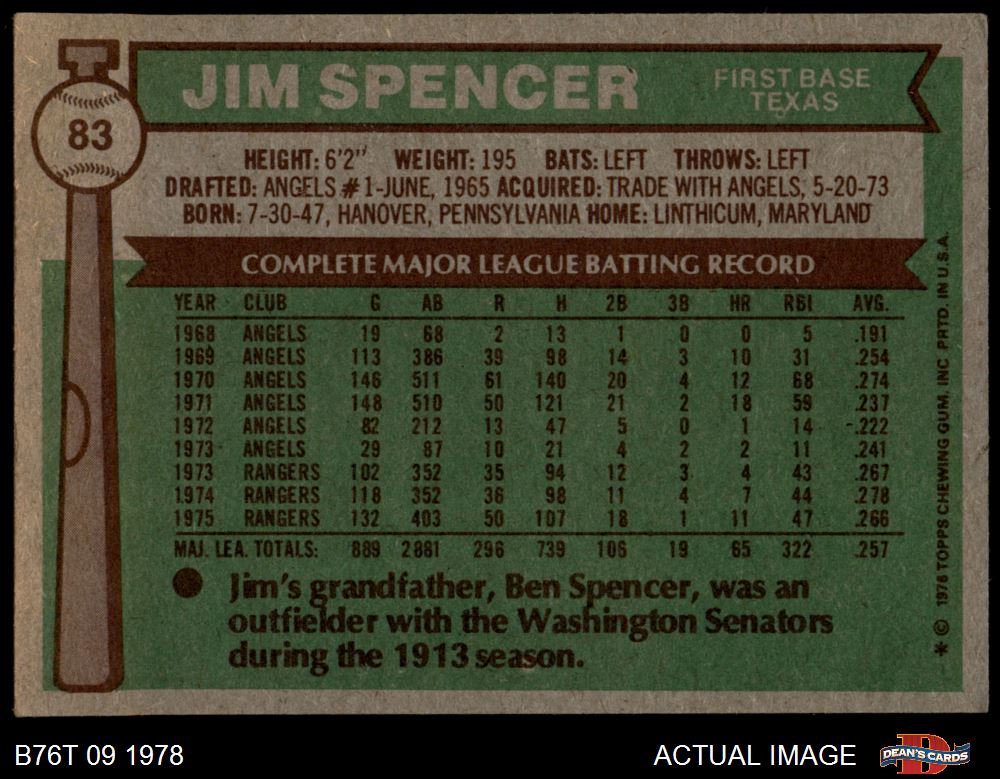 JIM SPENCER
FIRST BASE
TEXAS
83
HEIGHT: 6'2" WEIGHT: 195 BATS: LEFT THROWS: LEFT
DRAFTED: ANGELS #1-JUNE, 1965 ACQUIRED: TRADE WITH ANGELS, 5-20-73
BORN: 7-30-47, HANOVER, PENNSYLVANIA HOME: LINTHICUM, MARYLAND
COMPLETE MAJOR LEAGUE BATTING RECORD
YEAR CLUB G AB R H 2B 3B HR RBI AVG.
1968 ANGELS 19 68 2 13 1 0 0 5 .191
1969 ANGELS 113 386 39 98 14 3 10 31 .254
1970 ANGELS 146 511 61 140 20 4 12 68 .274
1971 ANGELS 148 510 50 121 21 2 18 59 .237
1972 ANGELS 82 212 13 47 5 0 1 14 .222
1973 ANGELS 29 87 10 21 4 2 2 11 .241
1973 RANGERS 102 352 35 94 12 3 4 43 .267
1974 RANGERS 118 352 36 98 11 4 7 44 .278
1975 RANGERS 132 403 50 107 18 1 11 47 .266
MAJ. LEA. TOTALS: 889 2881 296 739 106 19 65 322 .257
Jim's grandfather, Ben Spencer, was an
outfielder with the Washington Senators
during the 1913 season.
* © 1976 TOPPS CHEWING GUM, INC. PRTD. IN U.S.A.
B76T 09 1978
ACTUAL IMAGE
DEAN'S CARDS